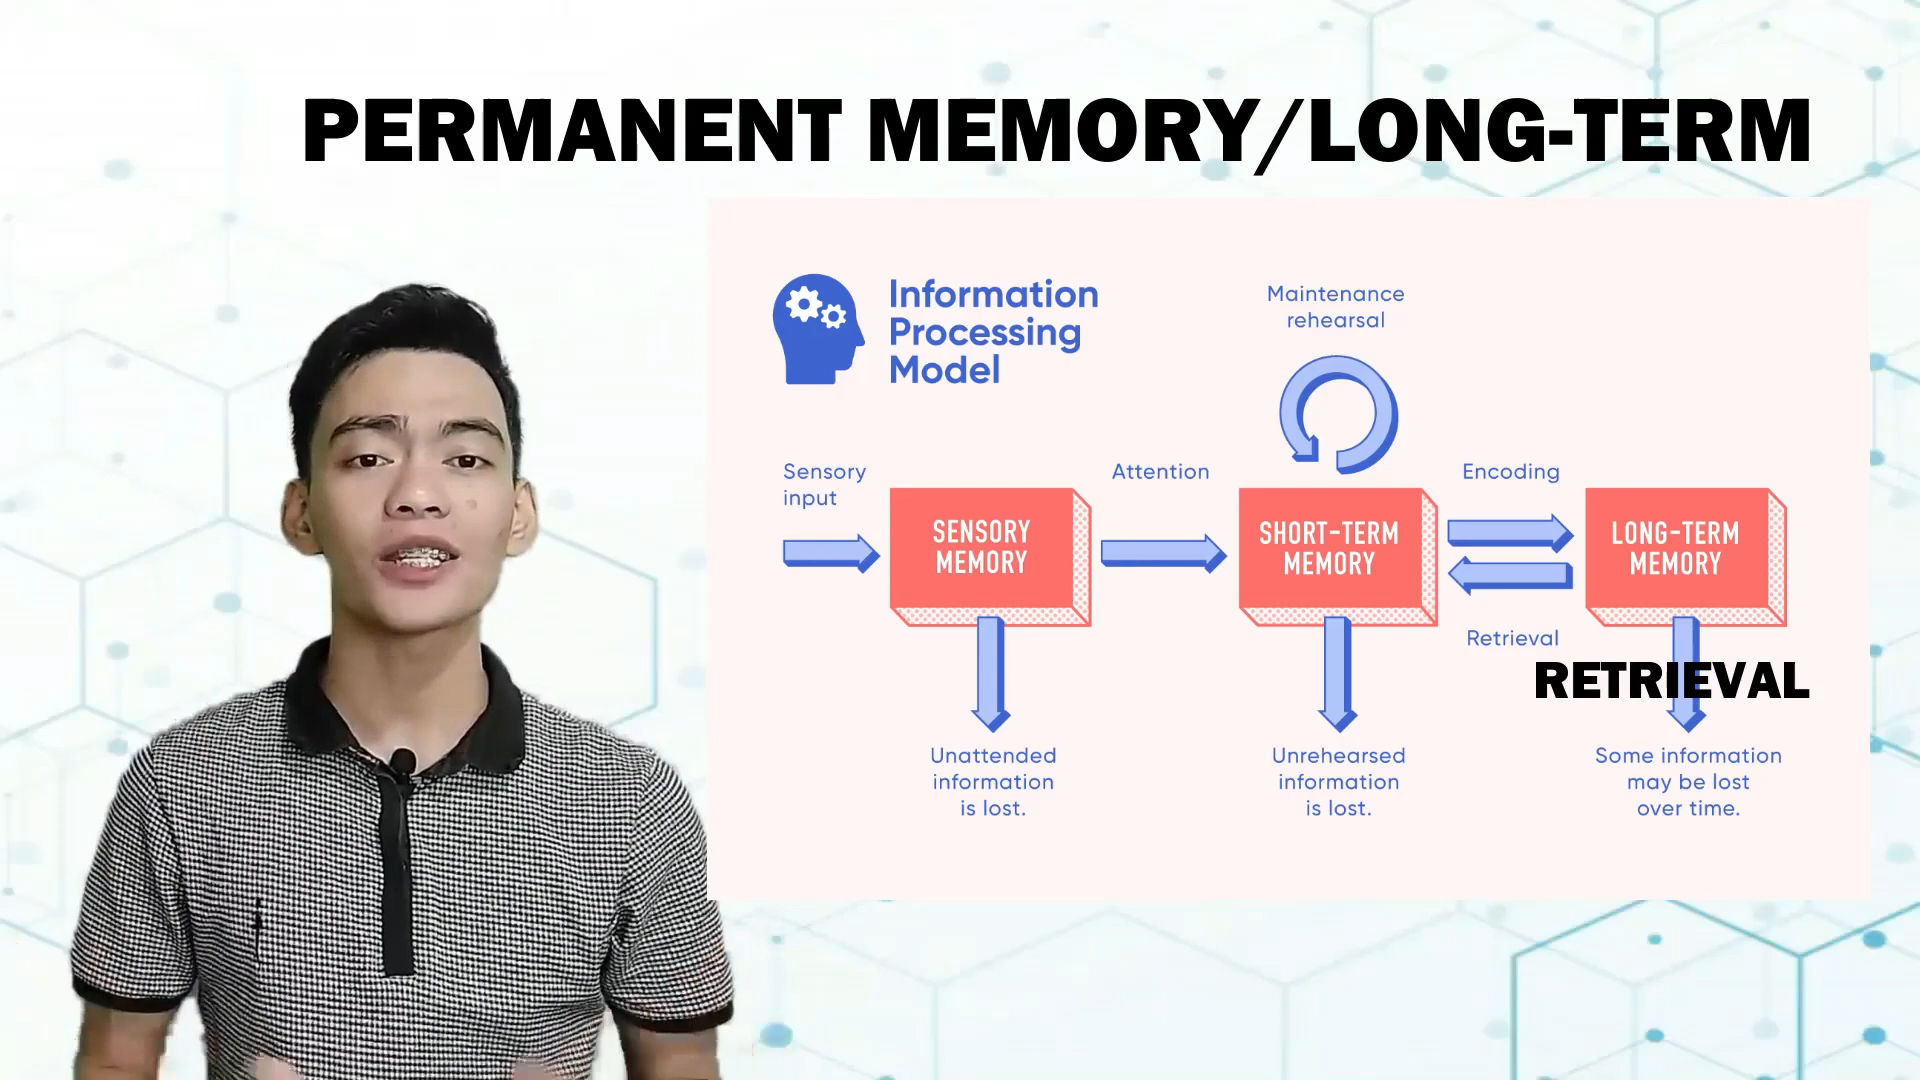 PERMANENT MEMORY/LONG-TERM
Information
Processing
Model
Maintenance
rehearsal
Sensory
input
Attention
Encoding
SENSORY
MEMORY
SHORT-TERM
MEMORY
LONG-TERM
MEMORY
Retrieval
RETRIEVAL
Unattended
information
is lost.
Unrehearsed
information
is lost.
Some information
may be lost
over time.